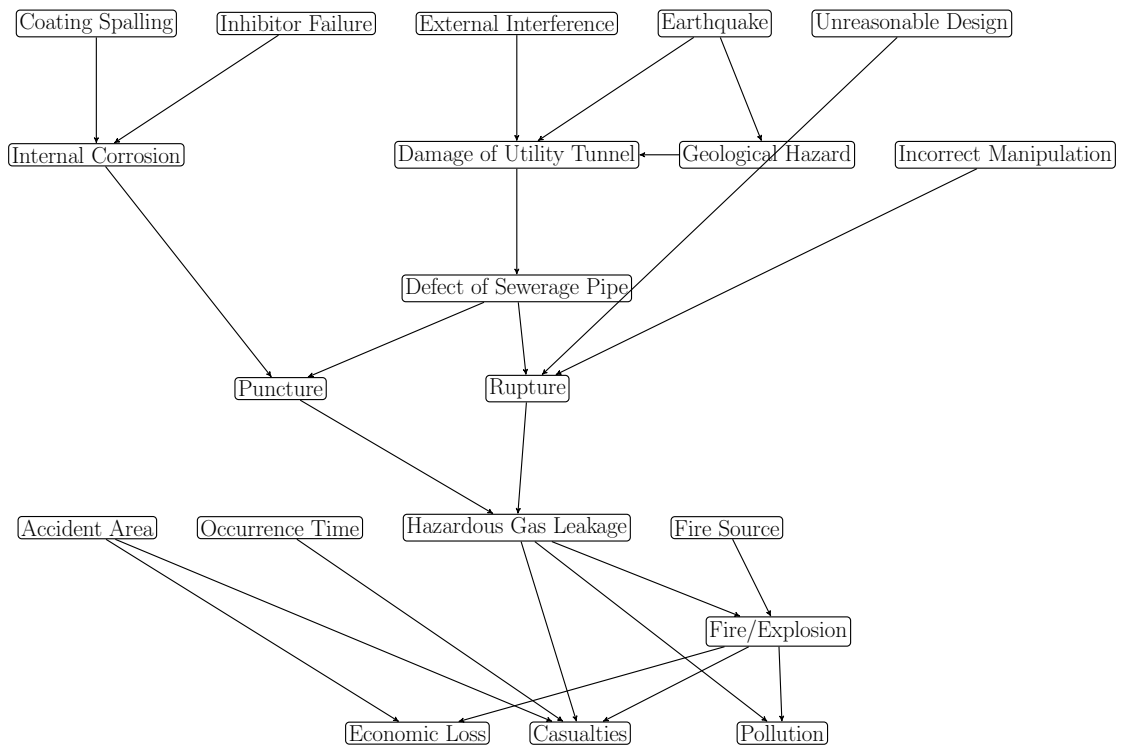 Coating Spalling
Inhibitor Failure
External Interference
Earthquake
Unreasonable Design
Internal Corrosion
Damage of Utility Tunnel
Geological Hazard
Incorrect Manipulation
Defect of Sewerage Pipe
Puncture
Rupture
Accident Area
Occurrence Time
Hazardous Gas Leakage
Fire Source
Fire/Explosion
Economic Loss
Casualties
Pollution